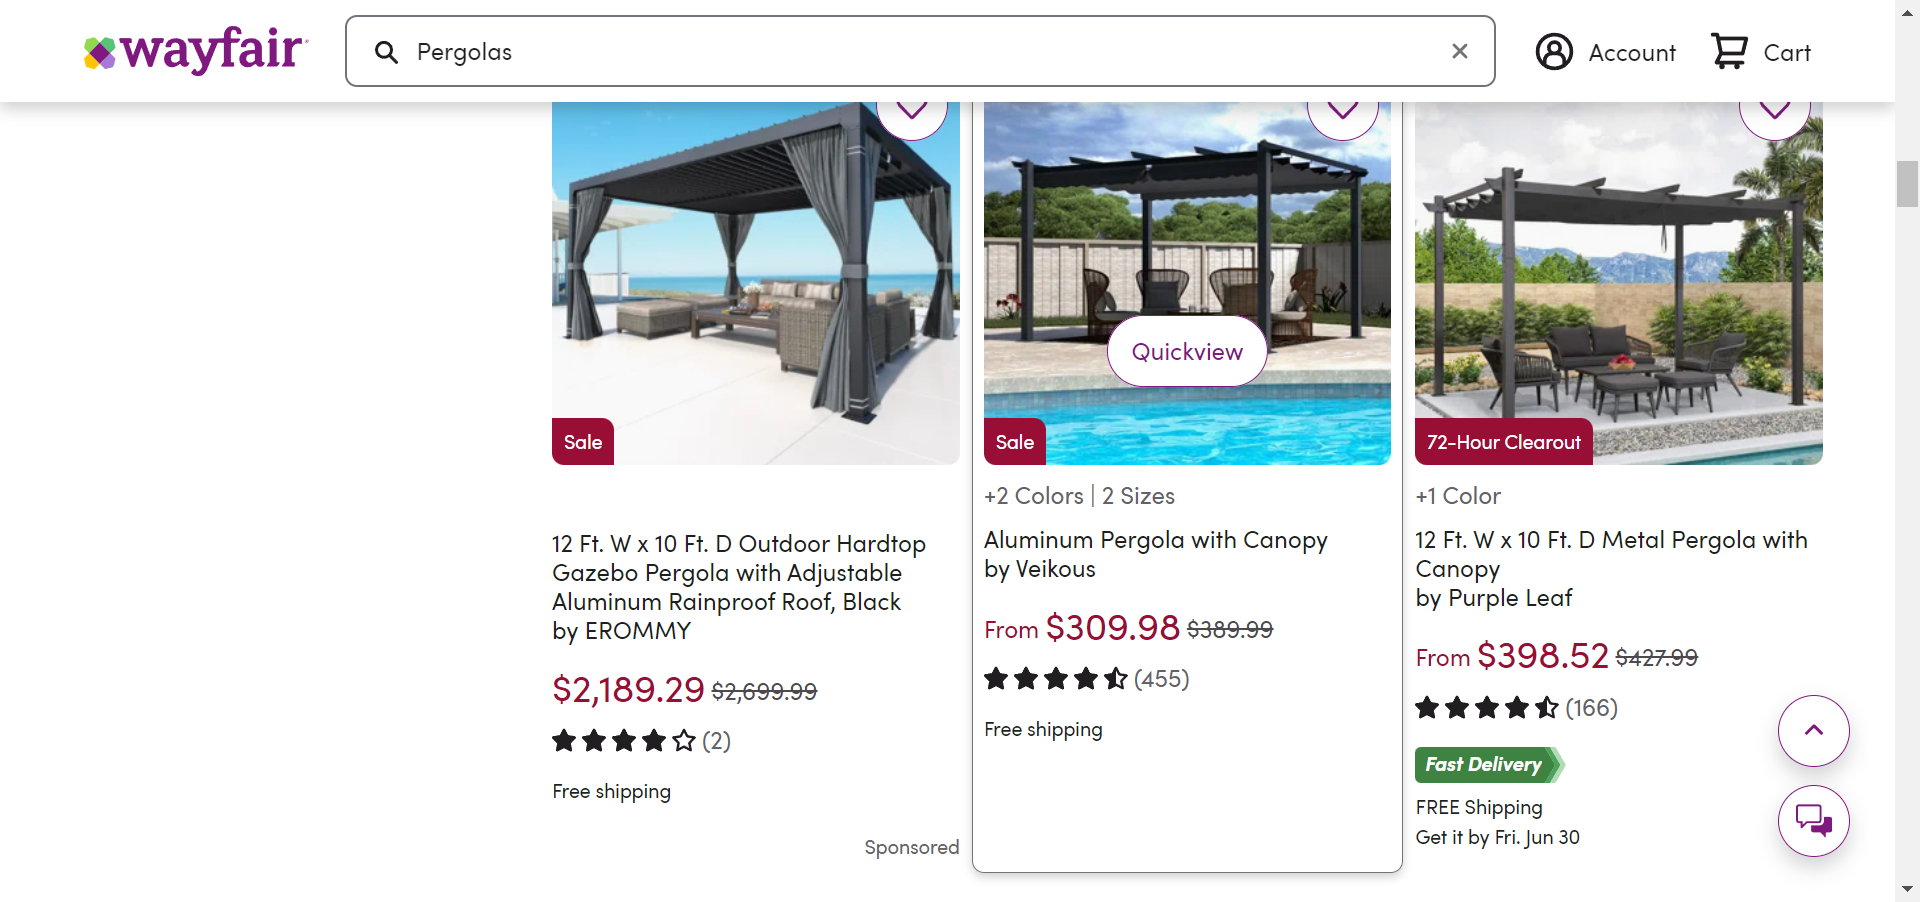 wayfair
Pergolas
Account
Cart
Quickview
Sale
Sale
72-Hour Clearout
12 Ft. W x 10 Ft. D Outdoor Hardtop
Gazebo Pergola with Adjustable
Aluminum Rainproof Roof, Black
by EROMMY
$2,189.29 $2,699.99
(2)
Free shipping
Sponsored
+2 Colors | 2 Sizes
Aluminum Pergola with Canopy
by Veikous
From $309.98 $389.99
(455)
Free shipping
+1 Color
12 Ft. W x 10 Ft. D Metal Pergola with
Canopy
by Purple Leaf
From $398.52 $427.99
(166)
Fast Delivery
FREE Shipping
Get it by Fri. Jun 30